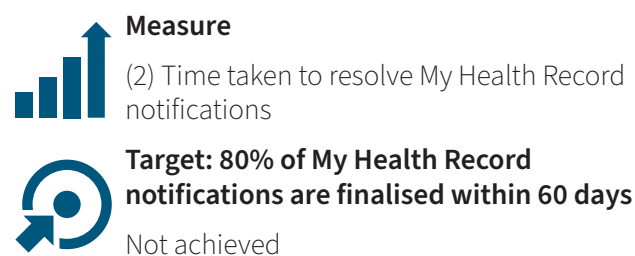 Measure
(2) Time taken to resolve My Health Record
notifications
Target: 80% of My Health Record
notifications are finalised within 60 days
Not achieved